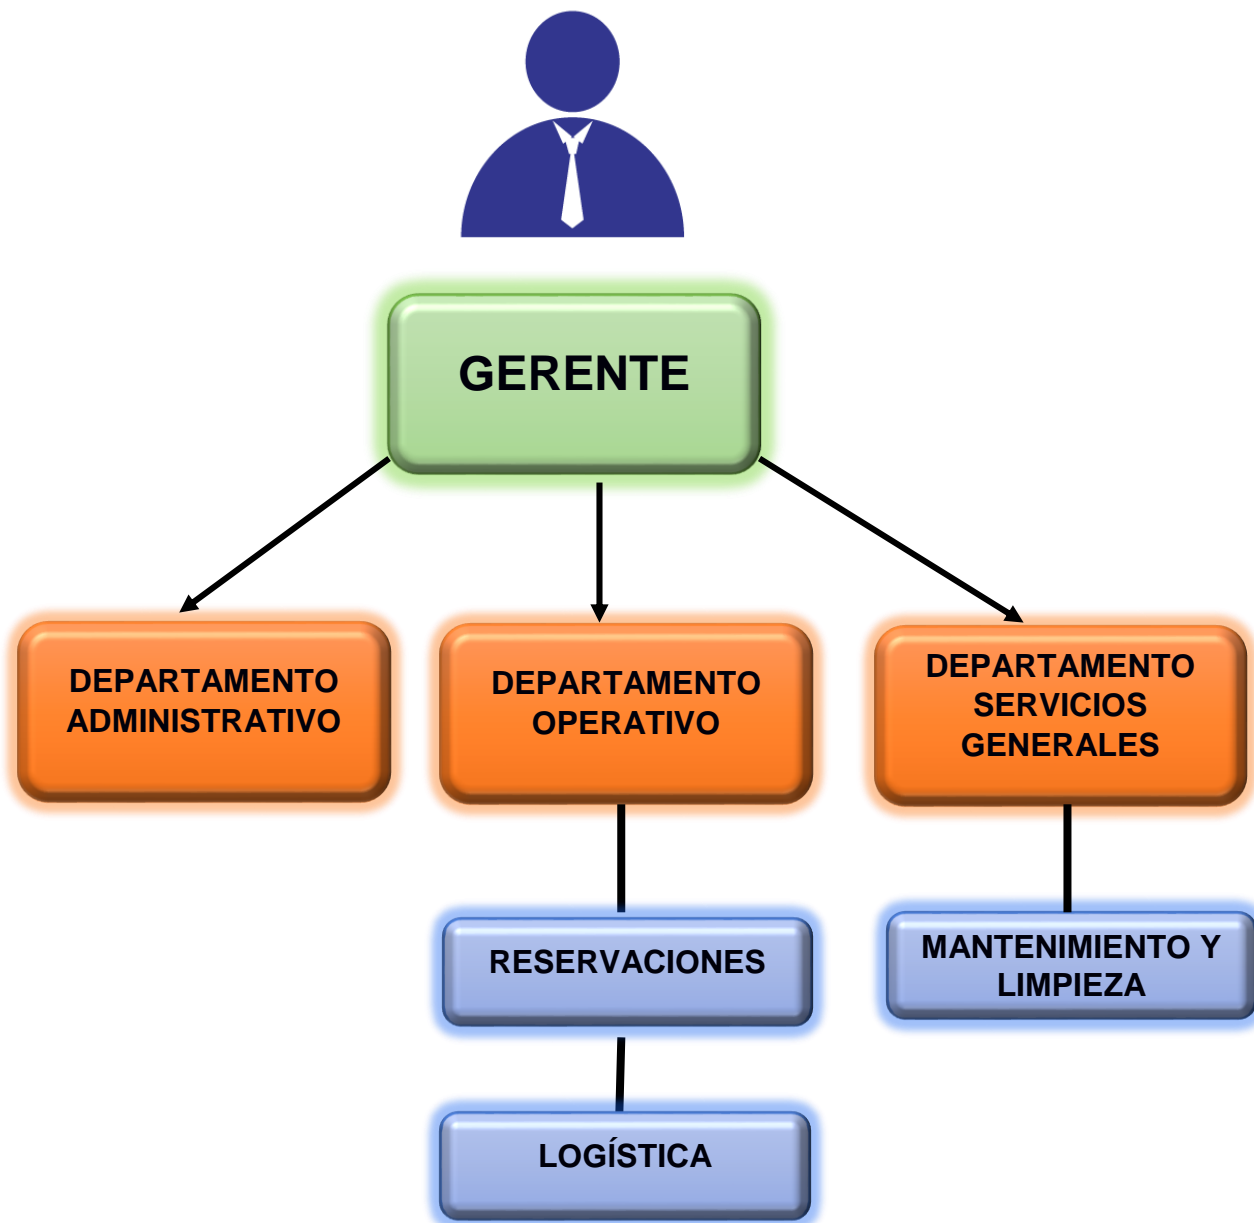 GERENTE
DEPARTAMENTO
ADMINISTRATIVO
DEPARTAMENTO
OPERATIVO
DEPARTAMENTO
SERVICIOS
GENERALES
RESERVACIONES
MANTENIMIENTO Y
LIMPIEZA
LOGÍSTICA